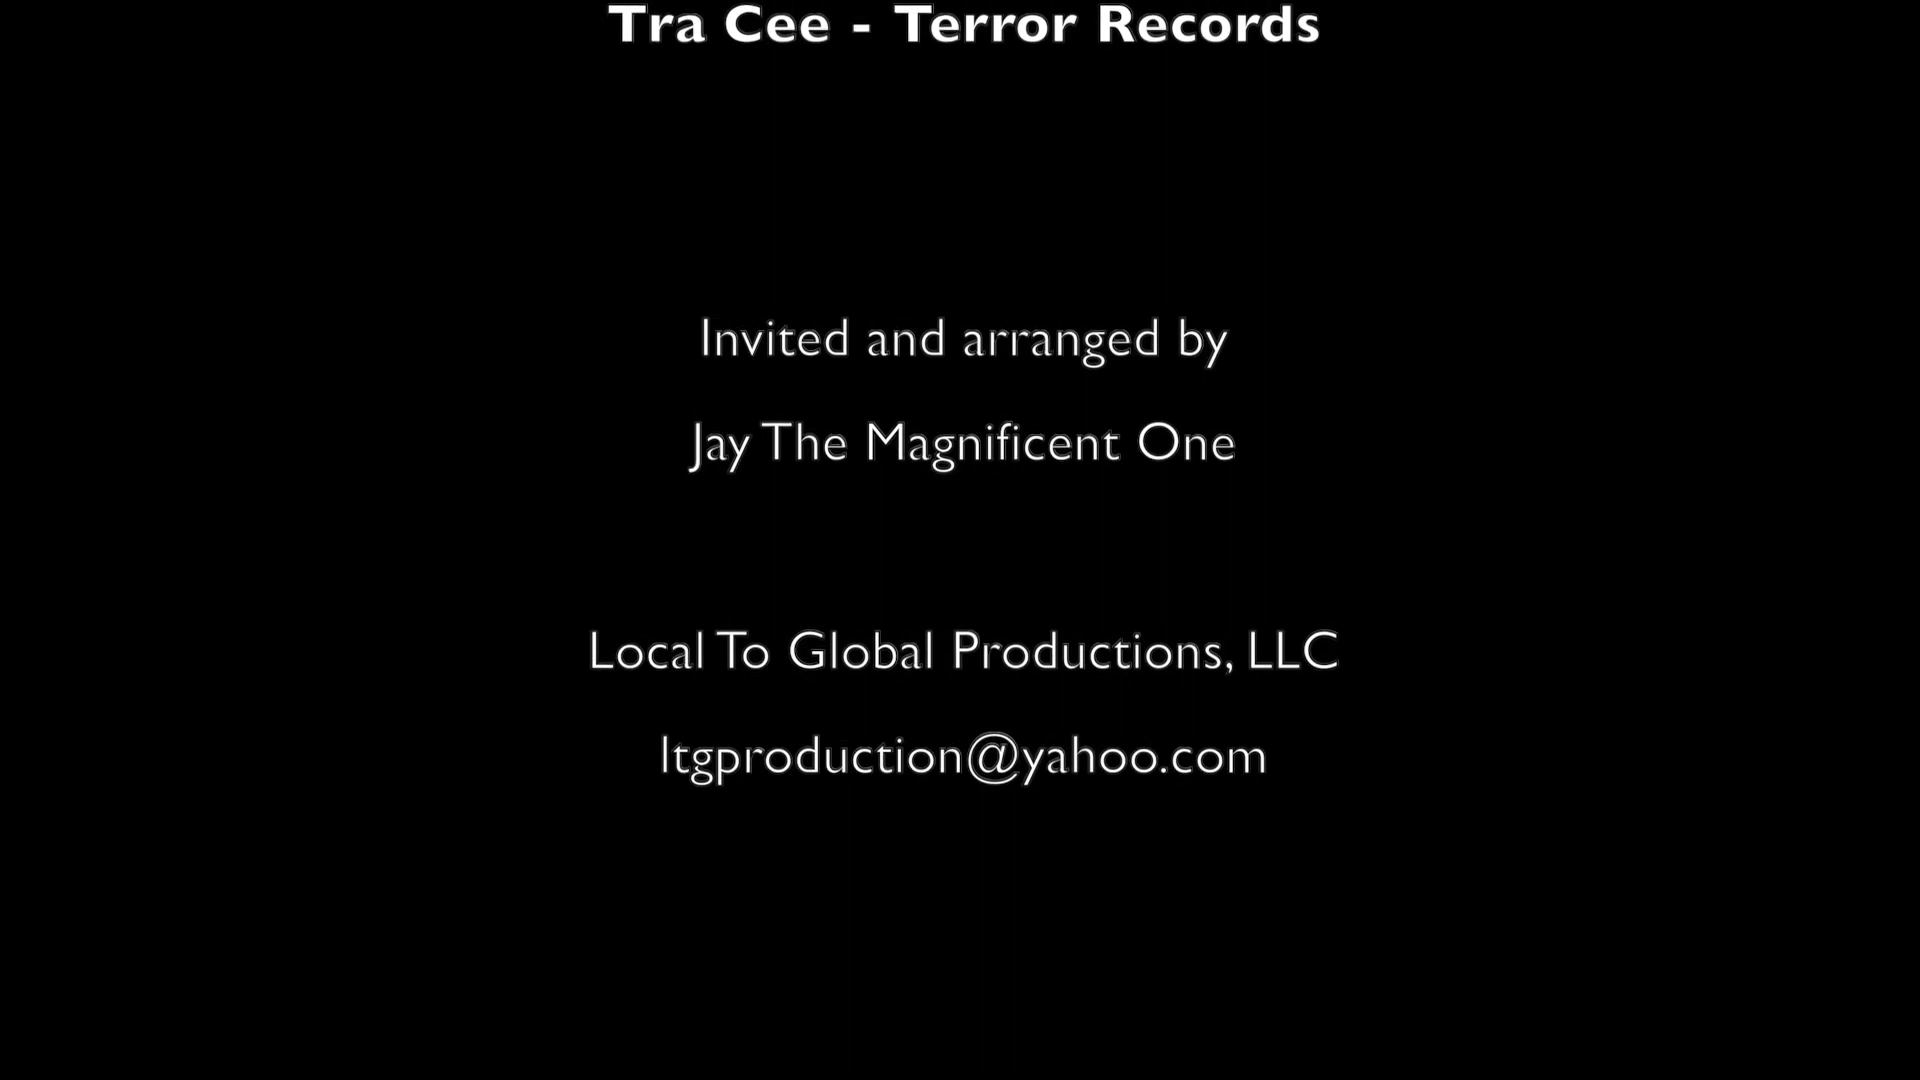 Tra Cee - Terror Records
Invited and arranged by
Jay The Magnificent One
Local To Global Productions, LLC
ltgproduction@yahoo.com